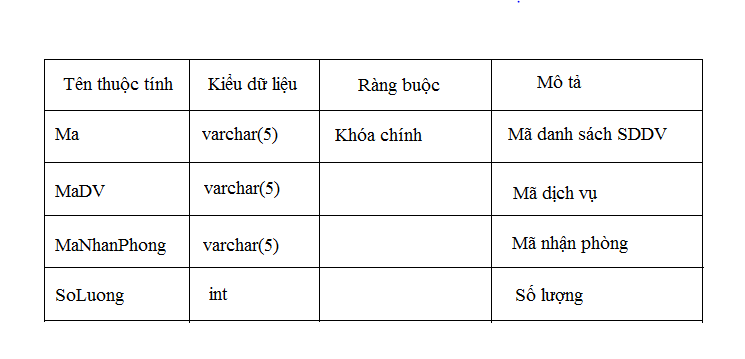 Tên thuộc tính Kiểu dữ liệu Ràng buộc Mô tả
Ma varchar(5) Khóa chính Mã danh sách SDDV
MaDV varchar(5) Mã dịch vụ
MaNhanPhong varchar(5) Mã nhận phòng
SoLuong int Số lượng